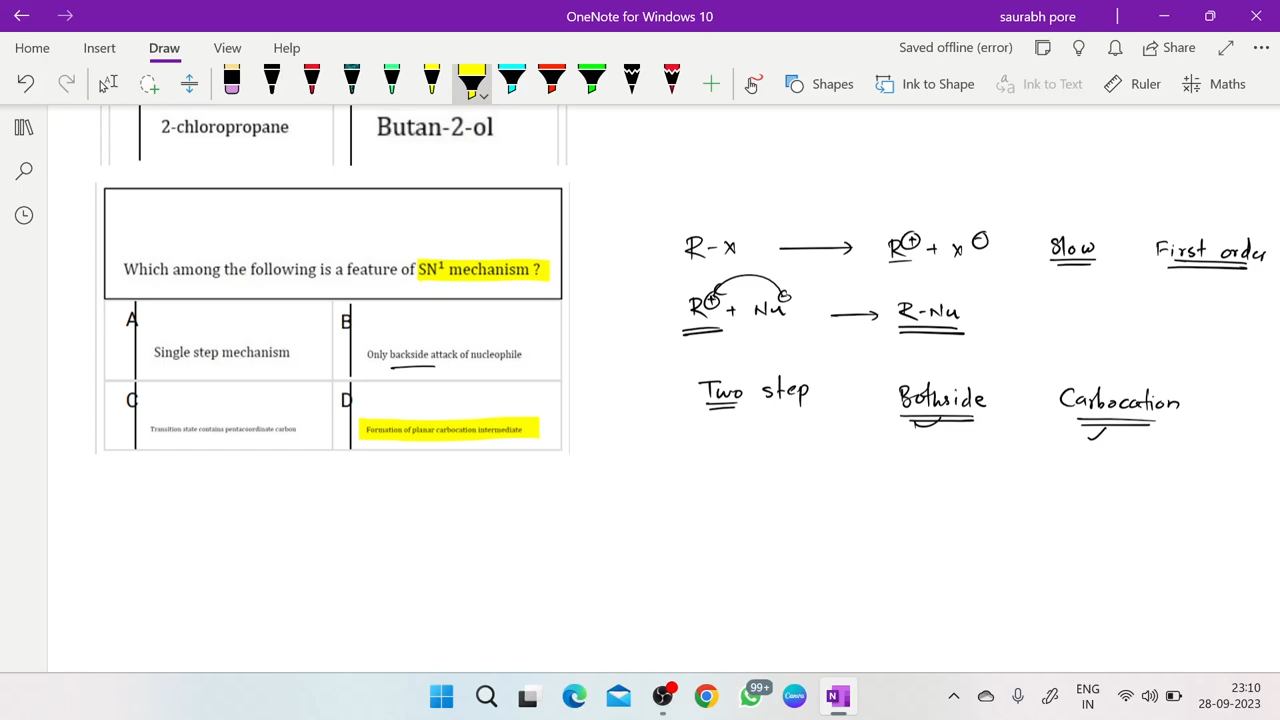 OneNote for Windows 10
saurabh pore
Home Insert Draw View Help
Saved offline (error)
Share
Shapes
Ink to Shape
Ink to Text
Ruler
Maths
2-chloropropane
Butan-2-ol
Which among the following is a feature of SN¹ mechanism ?
A
Single step mechanism
B
Only backside attack of nucleophile
C
Transition state contains pentacoordinate carbon
D
Formation of planar carbocation intermediate
R-x ⟶ R⊕ + x⊖ Slow First order
R⊕ + Nu⊖ ⟶ R-Nu
Two step Bothside Carbocation
99+
ENG
IN
23:10
28-09-2023